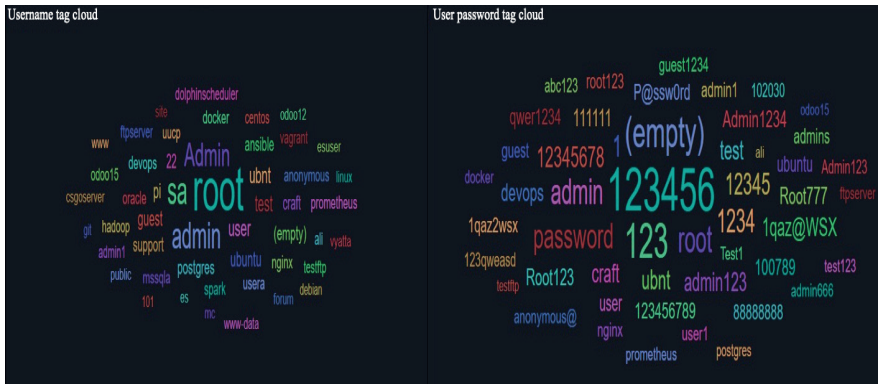 Username tag cloud
dolphinscheduler
site docker centos odoo12
www ftpserver uucp ansible vagrant esuser
devops 22 Admin
odoo15 ubnt anonymous linux
csgoserver oracle pi sa root test craft prometheus
git hadoop guest user
admin1 support admin (empty) ali vyatta
public mssqla postgres ubuntu nginx testftp
101 es spark usera forum debian
mc www-data
User password tag cloud
guest1234
abc123 root123 P@ssw0rd admin1 102030
qwer1234 111111 Admin1234 odoo15
guest 12345678 1 (empty) test ali admins
docker ubuntu Admin123
devops admin 123456 12345 Root777 ftpserver
1qaz2wsx password 123 root 1234 1qaz@WSX
123qweasd Test1
testftp Root123 craft ubnt admin123 100789 test123
user 123456789 88888888 admin666
anonymous@ nginx user1
prometheus postgres